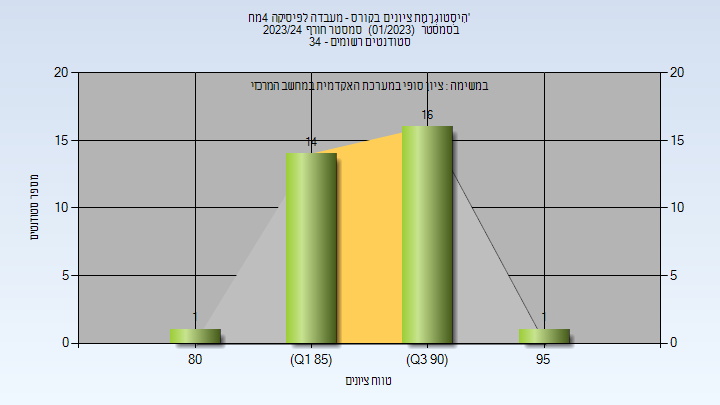 היסטוגרמת ציונים בקורס - מעבדה לפיסיקה 4מח'
בסמסטר (01/2023) סמסטר חורף 2023/24
סטודנטים רשומים - 34
במשימה : ציון סופי במערכת האקדמית במחשב המרכזי
20 20
15 15
10 10
5 5
0 0
1 14 16 1
80 (Q1 85) (Q3 90) 95
מספר סטודנטים
טווח ציונים